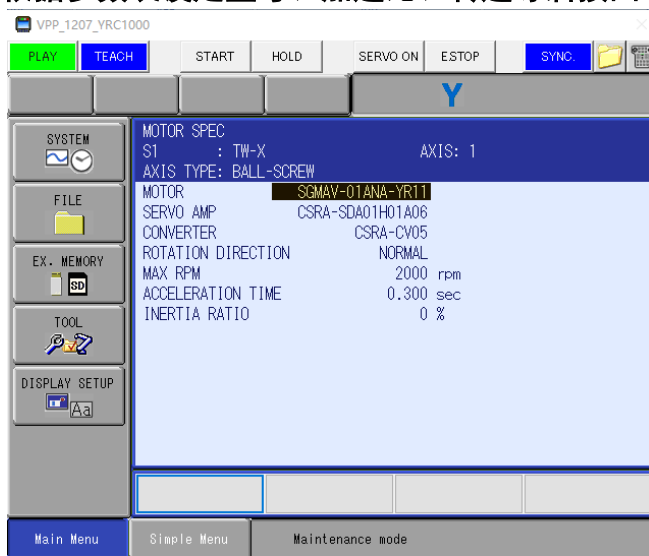 VPP_1207_YRC1000
PLAY TEACH START HOLD SERVO ON E.STOP SYNC.
Y
SYSTEM
FILE
EX. MEMORY
SD
TOOL
DISPLAY SETUP
Aa
MOTOR SPEC
S1 : TW-X AXIS: 1
AXIS TYPE: BALL-SCREW
MOTOR SGMAV-01ANA-YR11
SERVO AMP CSRA-SDA01H01A06
CONVERTER CSRA-CV05
ROTATION DIRECTION NORMAL
MAX RPM 2000 rpm
ACCELERATION TIME 0.300 sec
INERTIA RATIO 0 %
Main Menu Simple Menu Maintenance mode